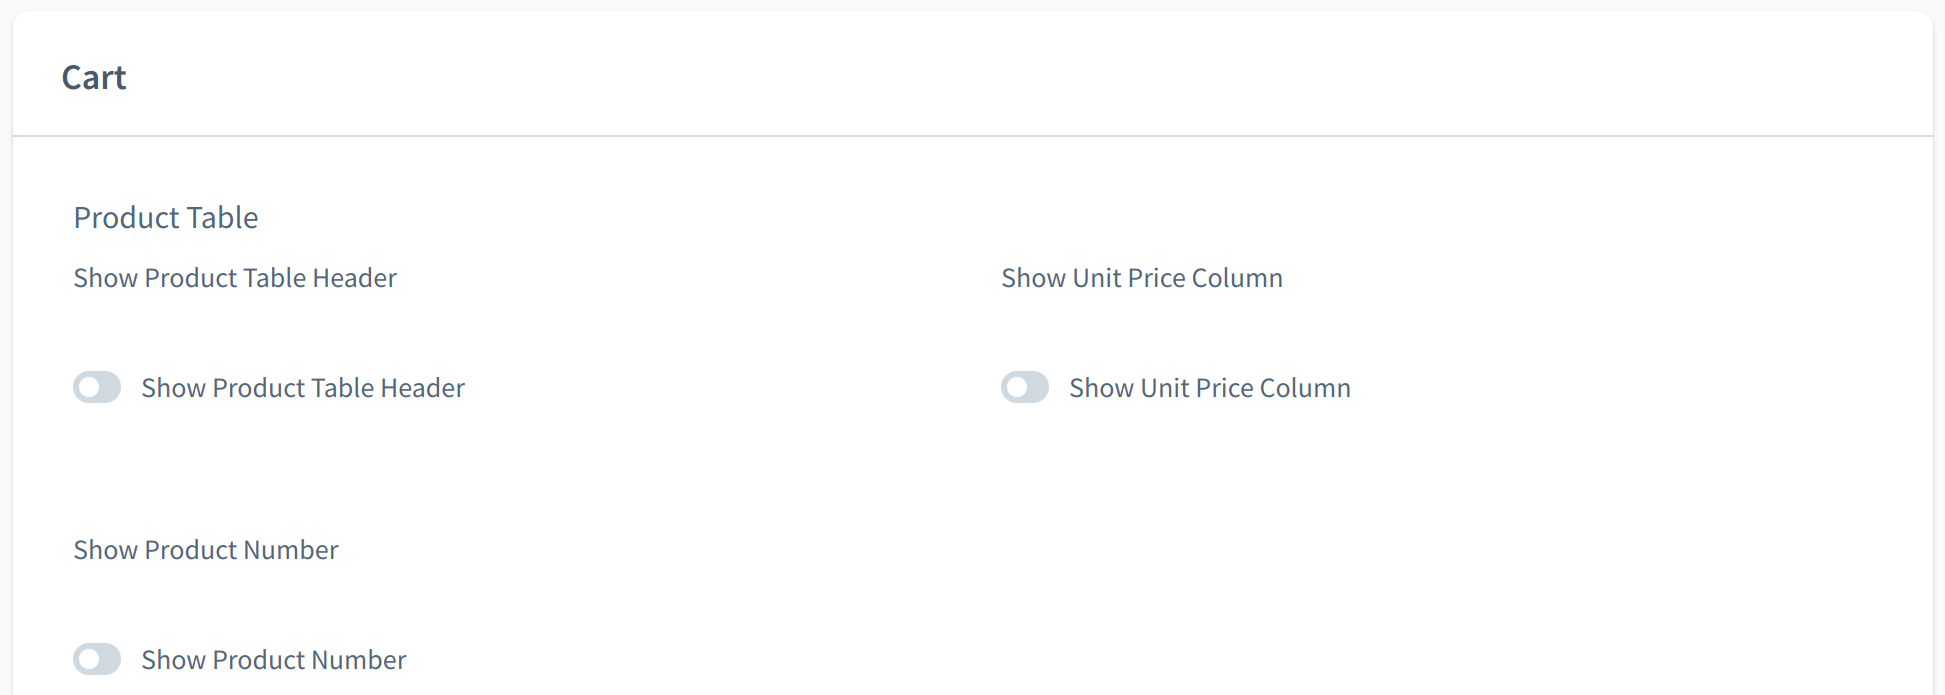 Cart
Product Table
Show Product Table Header
Show Unit Price Column
Show Product Table Header
Show Unit Price Column
Show Product Number
Show Product Number